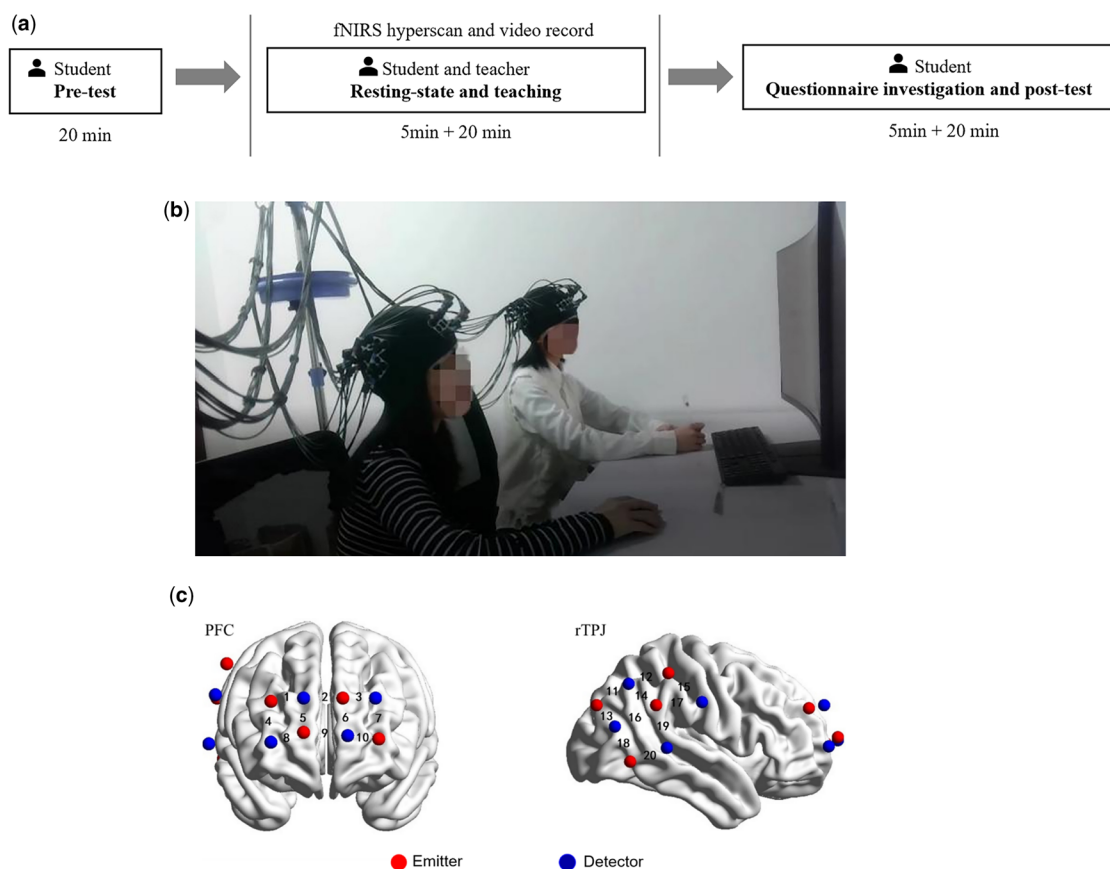 (a)
fNIRS hyperscan and video record
Student
Pre-test
Student and teacher
Resting-state and teaching
Student
Questionnaire investigation and post-test
20 min
5min + 20 min
5min + 20 min
(b)
(c)
PFC
1 2 3
4 5 6 7
8 9 10
rTPJ
11 12 15
14 17
13 16 19
18 20
Emitter
Detector